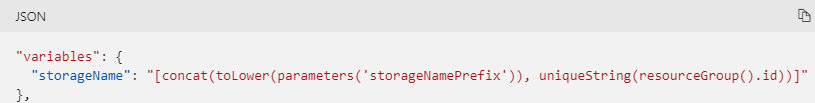 JSON
"variables": {
  "storageName": "[concat(toLower(parameters('storageNamePrefix')), uniqueString(resourceGroup().id))]"
},